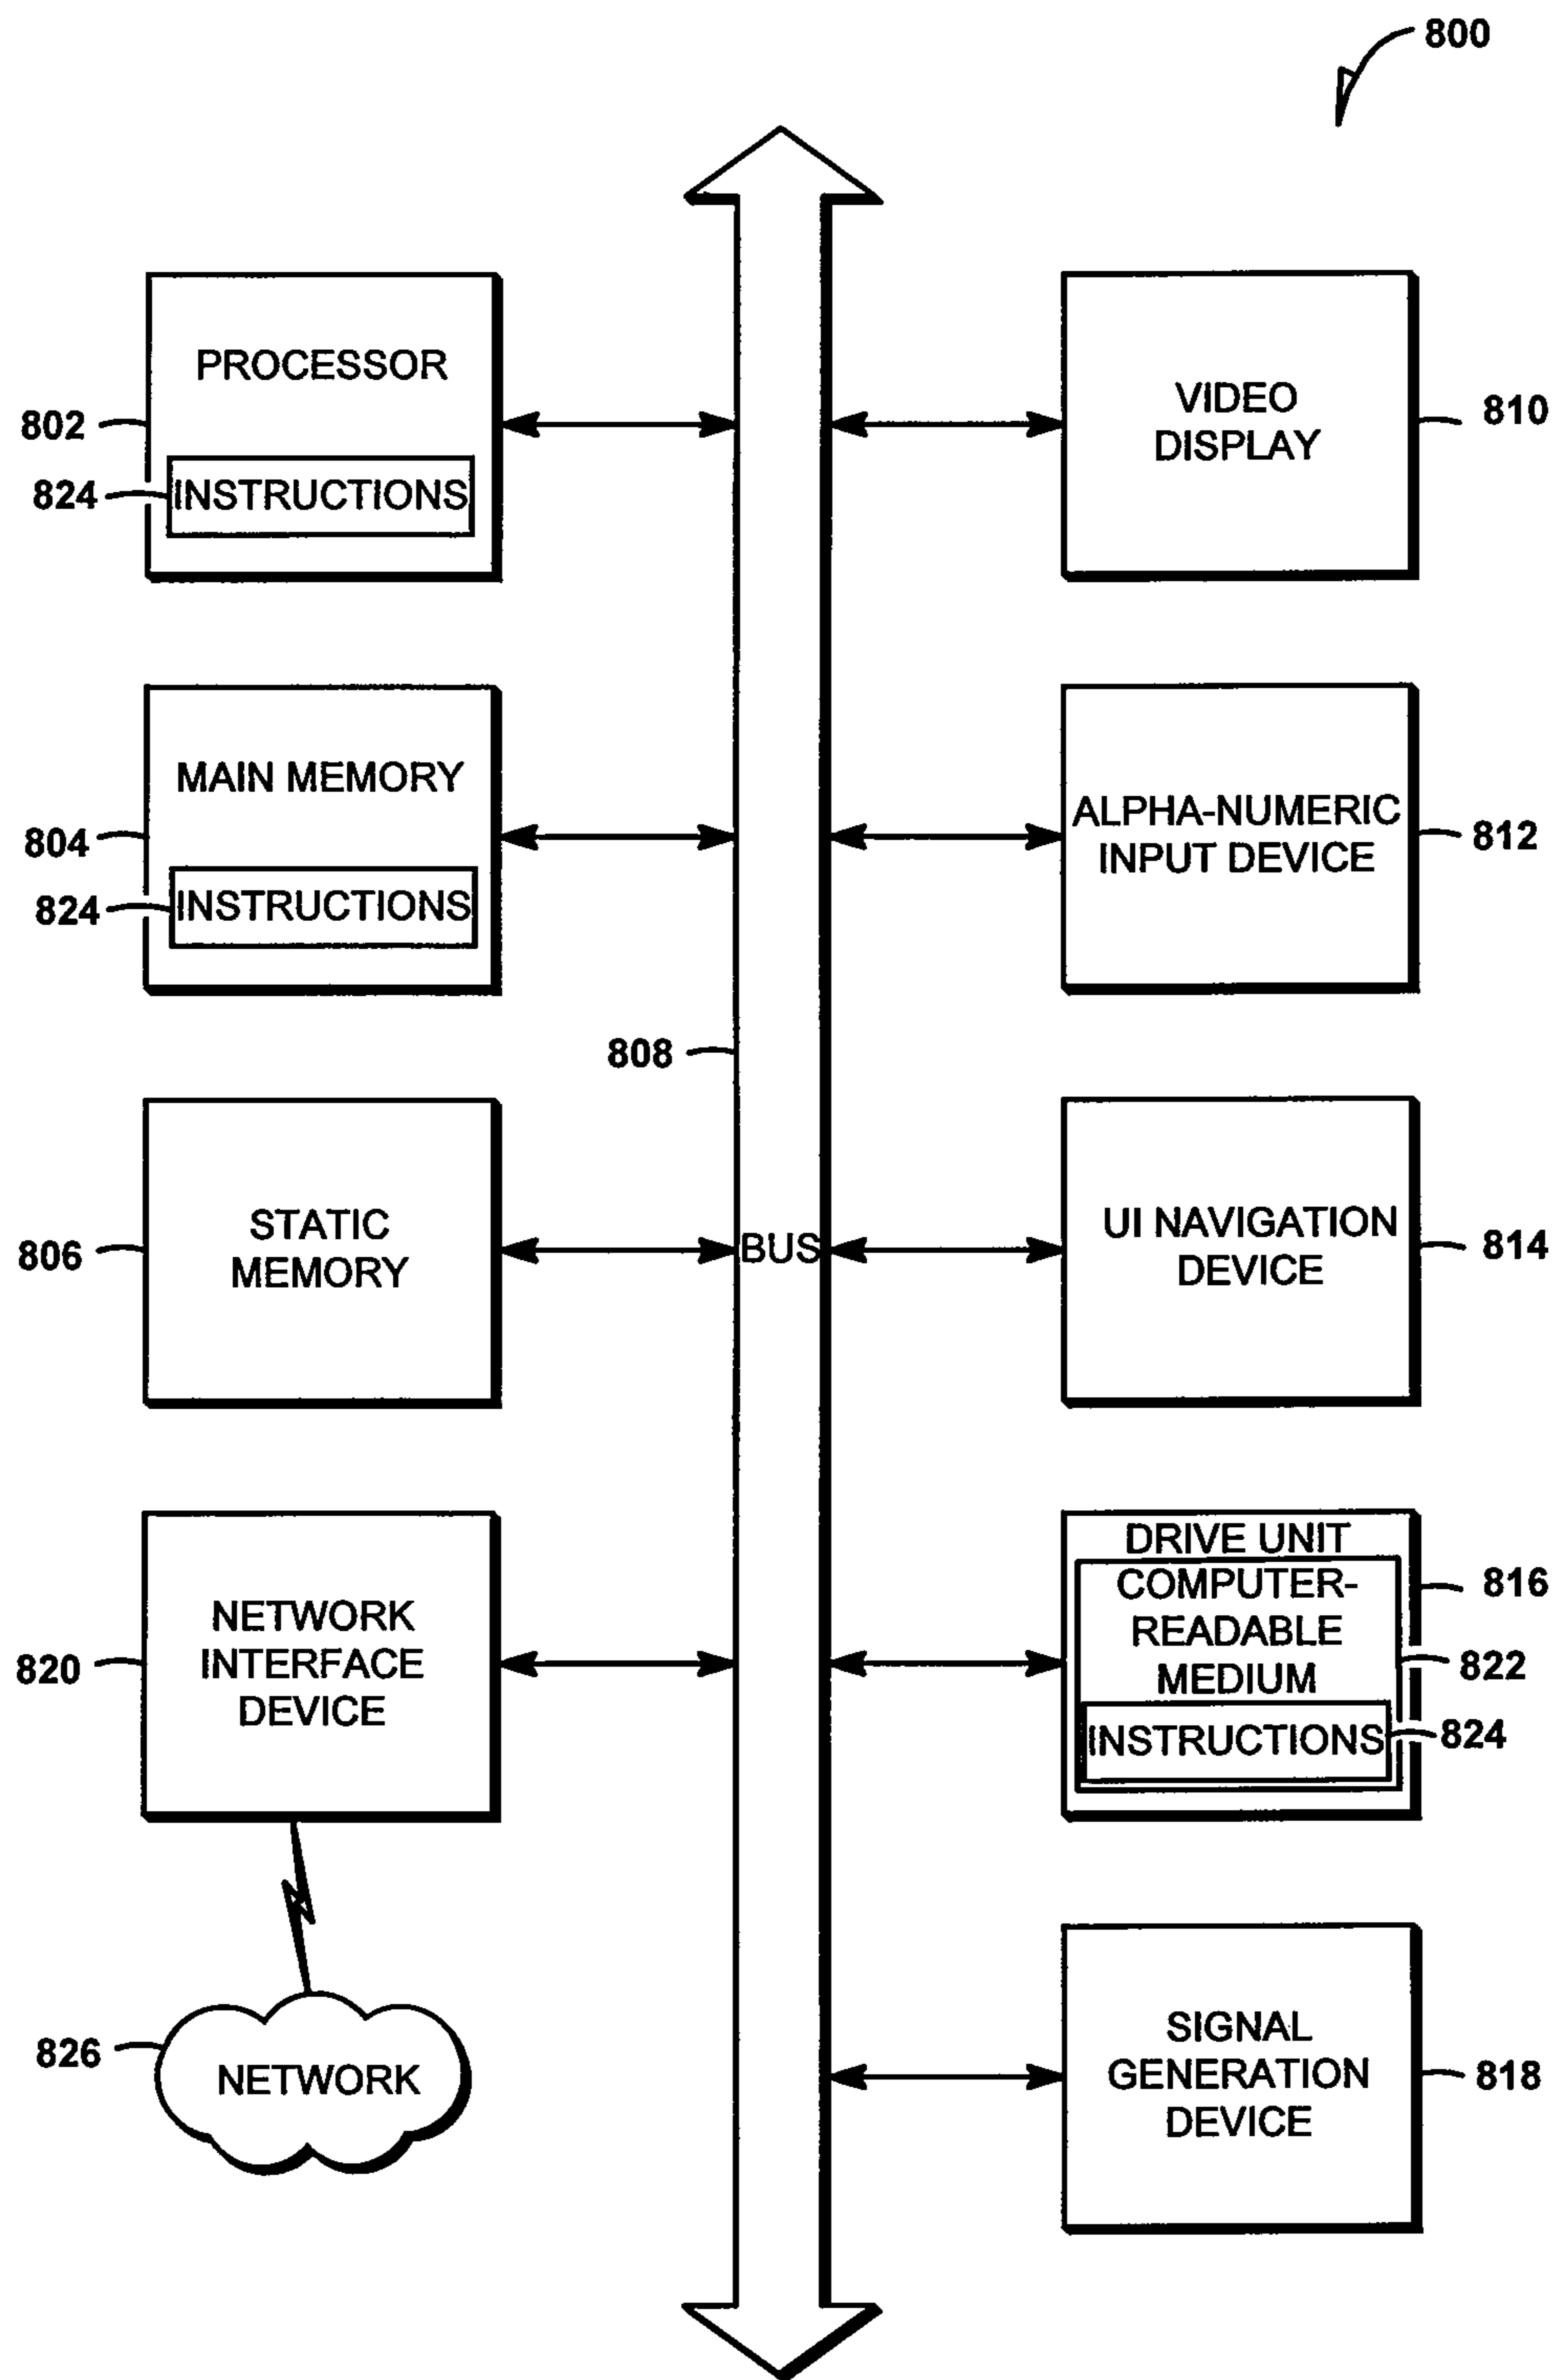 800
PROCESSOR
802
824
INSTRUCTIONS
VIDEO
DISPLAY
810
MAIN MEMORY
804
824
INSTRUCTIONS
ALPHA-NUMERIC
INPUT DEVICE
812
808
STATIC
MEMORY
806
BUS
UI NAVIGATION
DEVICE
814
NETWORK
INTERFACE
DEVICE
820
DRIVE UNIT
COMPUTER-
READABLE
MEDIUM
816
822
INSTRUCTIONS
824
826
NETWORK
SIGNAL
GENERATION
DEVICE
818